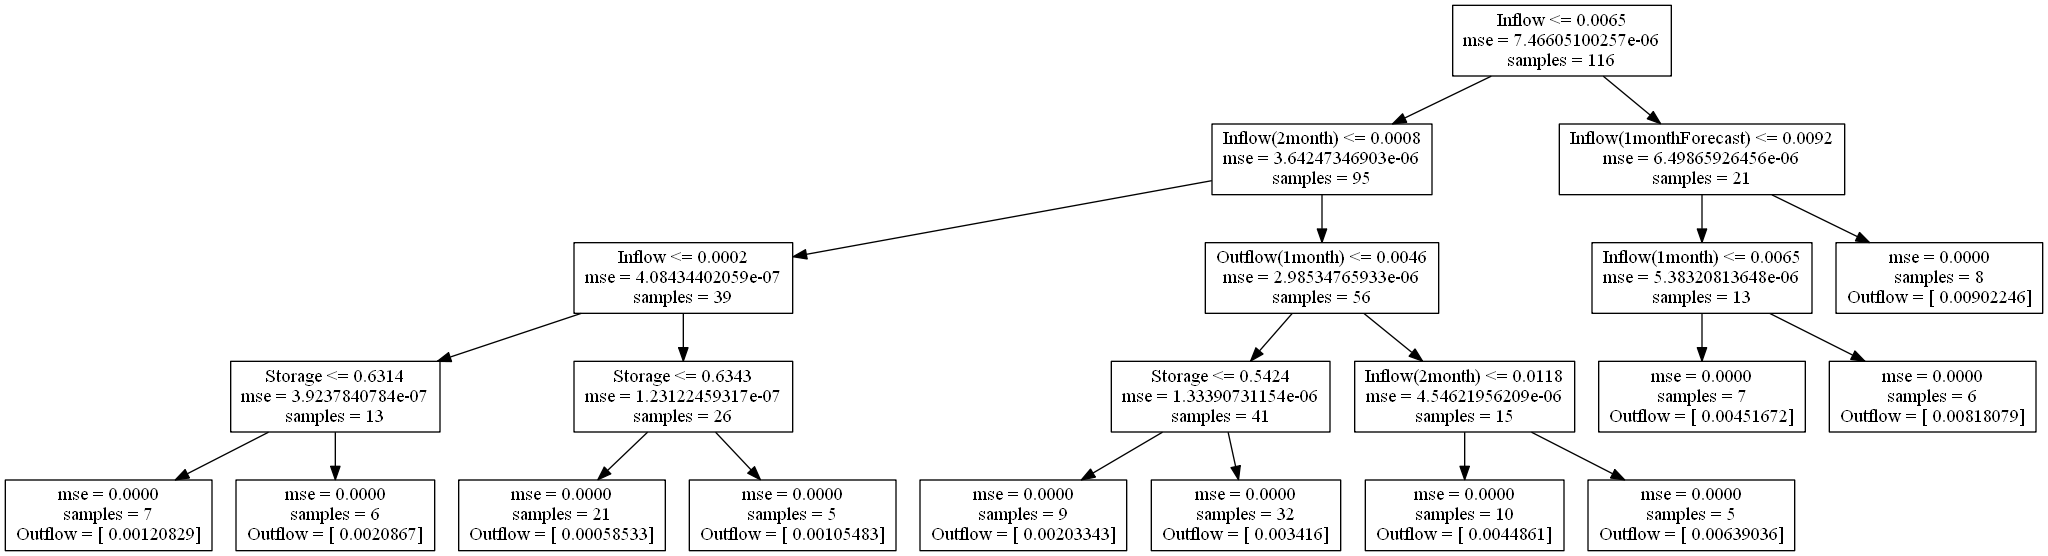 Inflow <= 0.0065
mse = 7.46605100257e-06
samples = 116
Inflow(2month) <= 0.0008
mse = 3.64247346903e-06
samples = 95
Inflow(1monthForecast) <= 0.0092
mse = 6.49865926456e-06
samples = 21
Inflow <= 0.0002
mse = 4.08434402059e-07
samples = 39
Outflow(1month) <= 0.0046
mse = 2.98534765933e-06
samples = 56
Inflow(1month) <= 0.0065
mse = 5.38320813648e-06
samples = 13
mse = 0.0000
samples = 8
Outflow = [ 0.00902246]
Storage <= 0.6314
mse = 3.9237840784e-07
samples = 13
Storage <= 0.6343
mse = 1.23122459317e-07
samples = 26
Storage <= 0.5424
mse = 1.33390731154e-06
samples = 41
Inflow(2month) <= 0.0118
mse = 4.54621956209e-06
samples = 15
mse = 0.0000
samples = 7
Outflow = [ 0.00451672]
mse = 0.0000
samples = 6
Outflow = [ 0.00818079]
mse = 0.0000
samples = 7
Outflow = [ 0.00120829]
mse = 0.0000
samples = 6
Outflow = [ 0.0020867]
mse = 0.0000
samples = 21
Outflow = [ 0.00058533]
mse = 0.0000
samples = 5
Outflow = [ 0.00105483]
mse = 0.0000
samples = 9
Outflow = [ 0.00203343]
mse = 0.0000
samples = 32
Outflow = [ 0.003416]
mse = 0.0000
samples = 10
Outflow = [ 0.0044861]
mse = 0.0000
samples = 5
Outflow = [ 0.00639036]